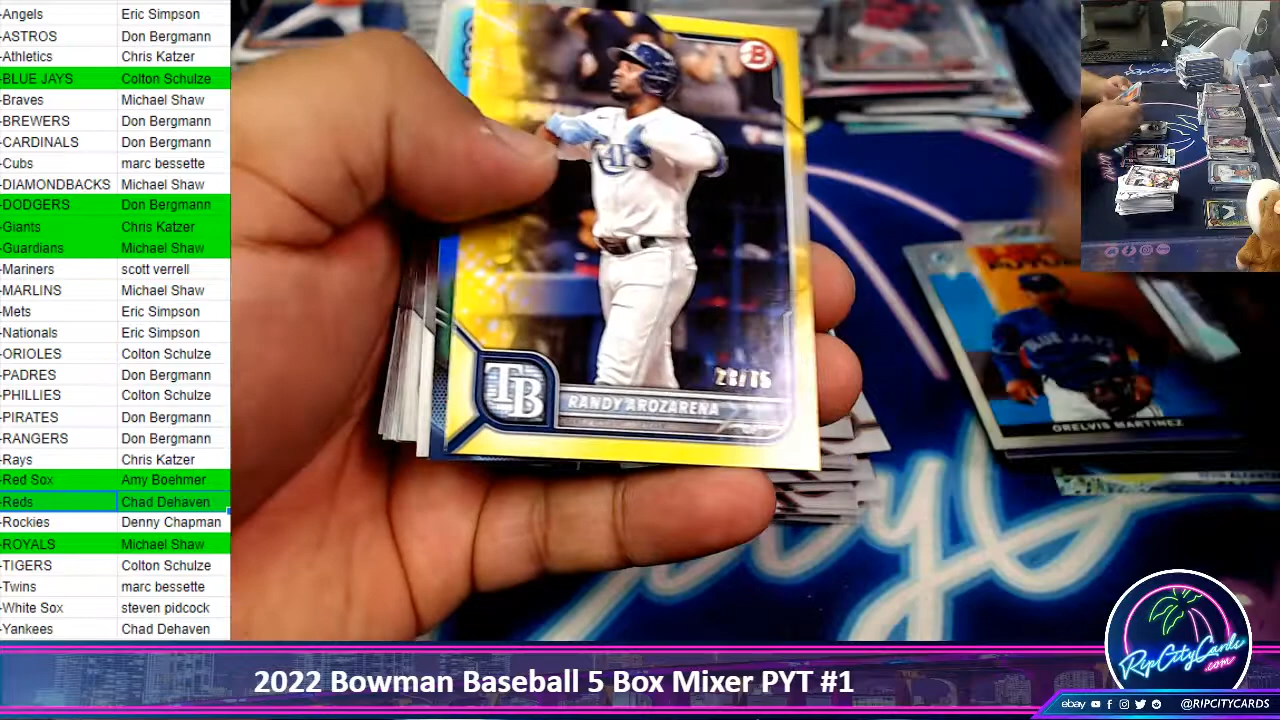 -Angels Eric Simpson
-ASTROS Don Bergmann
-Athletics Chris Katzer
-BLUE JAYS Colton Schulze
-Braves Michael Shaw
-BREWERS Don Bergmann
-CARDINALS Don Bergmann
-Cubs marc bessette
-DIAMONDBACKS Michael Shaw
-DODGERS Don Bergmann
-Giants Chris Katzer
-Guardians Michael Shaw
-Mariners scott verrell
-MARLINS Michael Shaw
-Mets Eric Simpson
-Nationals Eric Simpson
-ORIOLES Colton Schulze
-PADRES Don Bergmann
-PHILLIES Colton Schulze
-PIRATES Don Bergmann
-RANGERS Don Bergmann
-Rays Chris Katzer
-Red Sox Amy Boehmer
-Reds Chad Dehaven
-Rockies Denny Chapman
-ROYALS Michael Shaw
-TIGERS Colton Schulze
-Twins marc bessette
-White Sox steven pidcock
-Yankees Chad Dehaven
B
RAYS
TB
RANDY AROZARENA
BLUE JAYS
ORELVIS MARTINEZ
RipCityCards
.com
2022 Bowman Baseball 5 Box Mixer PYT #1
ebay @RIPCITYCARDS